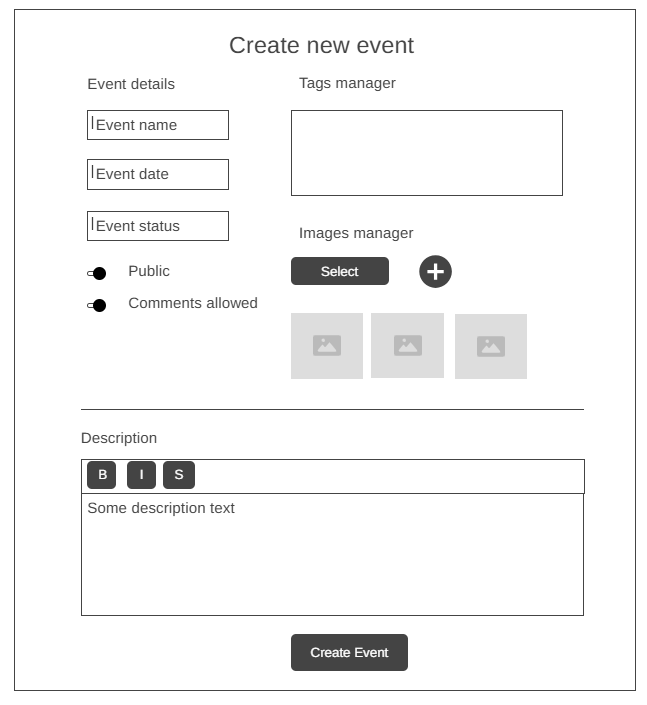 Create new event
Event details
Tags manager
Event name
Event date
Event status
Public
Comments allowed
Images manager
Select
Description
B I S
Some description text
Create Event